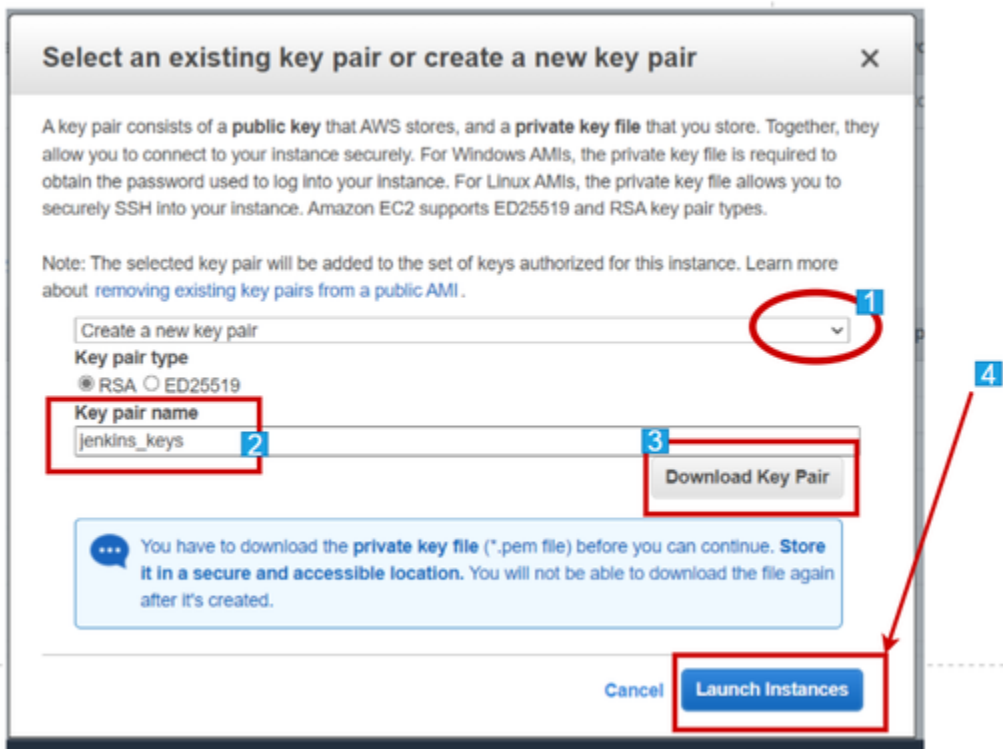 Select an existing key pair or create a new key pair
A key pair consists of a public key that AWS stores, and a private key file that you store. Together, they
allow you to connect to your instance securely. For Windows AMIs, the private key file is required to
obtain the password used to log into your instance. For Linux AMIs, the private key file allows you to
securely SSH into your instance. Amazon EC2 supports ED25519 and RSA key pair types.
Note: The selected key pair will be added to the set of keys authorized for this instance. Learn more
about removing existing key pairs from a public AMI.
1
Create a new key pair
Key pair type
RSA ED25519
4
Key pair name
jenkins_keys 2
3
Download Key Pair
You have to download the private key file (*.pem file) before you can continue. Store
it in a secure and accessible location. You will not be able to download the file again
after it's created.
Cancel Launch Instances